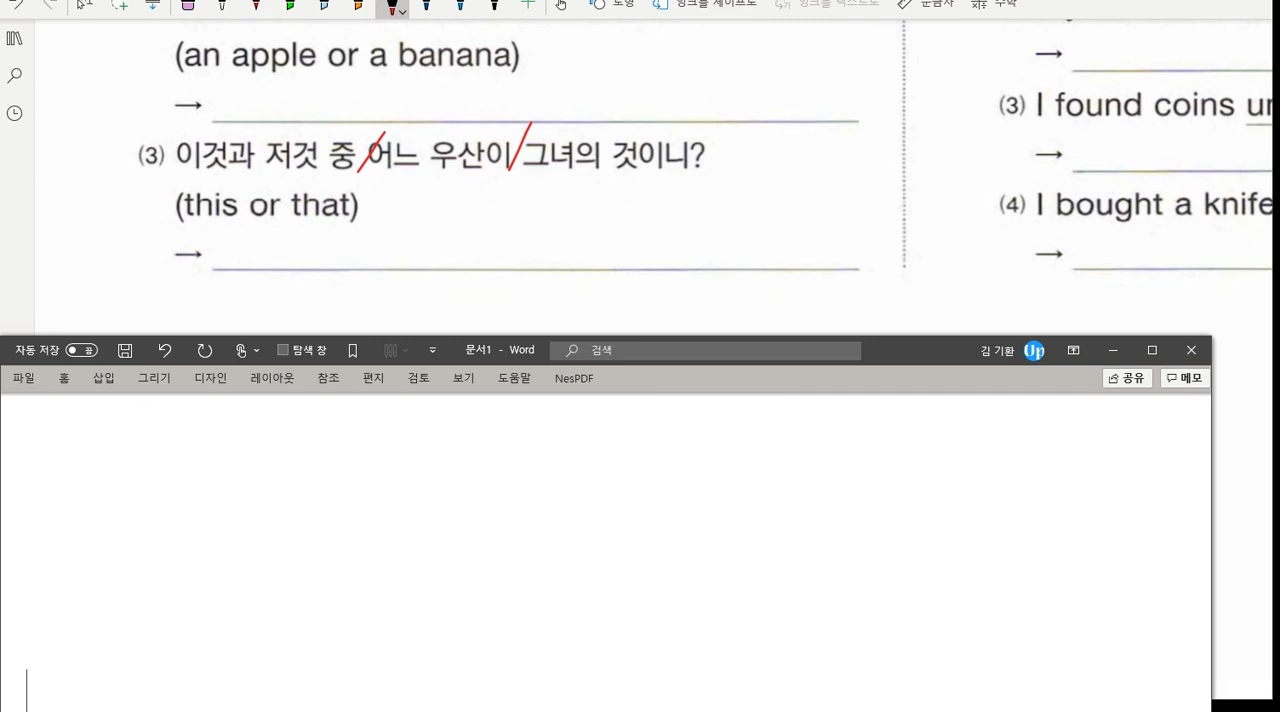 (an apple or a banana)
→
(3) 이것과 저것 중 어느 우산이 그녀의 것이니?
(this or that)
→
→
(3) I found coins
→
(4) I bought a knife
→
자동 저장 끔 탐색 창 문서1 - Word 검색 김 기환 Up
파일 홈 삽입 그리기 디자인 레이아웃 참조 편지 검토 보기 도움말 NesPDF 공유 메모